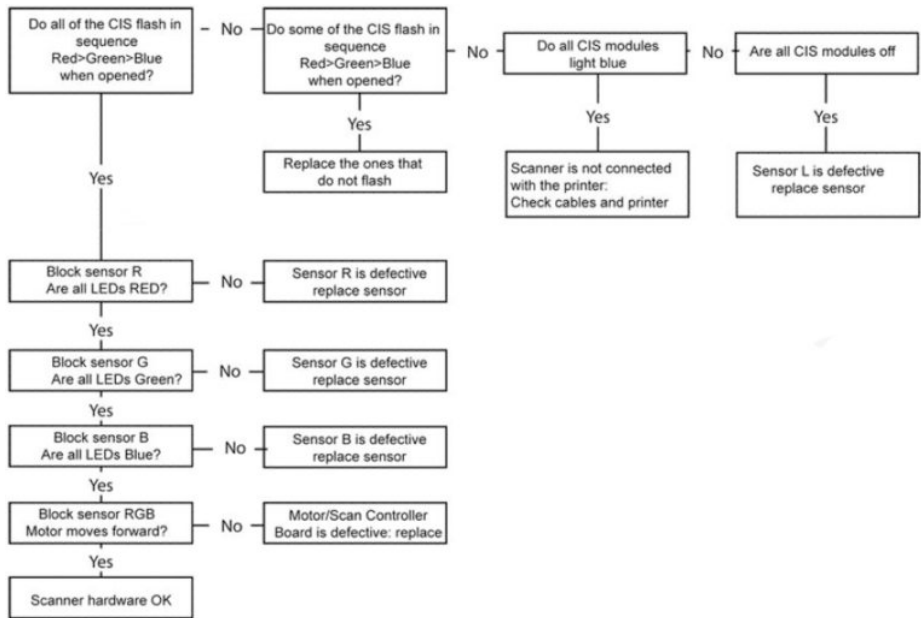 Do all of the CIS flash in
sequence
Red>Green>Blue
when opened?
No
Do some of the CIS flash in
sequence
Red>Green>Blue
when opened?
No
Do all CIS modules
light blue
No
Are all CIS modules off
Yes
Replace the ones that
do not flash
Yes
Scanner is not connected
with the printer:
Check cables and printer
Yes
Sensor L is defective
replace sensor
Yes
Block sensor R
Are all LEDs RED?
No
Sensor R is defective
replace sensor
Yes
Block sensor G
Are all LEDs Green?
No
Sensor G is defective
replace sensor
Yes
Block sensor B
Are all LEDs Blue?
No
Sensor B is defective
replace sensor
Yes
Block sensor RGB
Motor moves forward?
No
Motor/Scan Controller
Board is defective: replace
Yes
Scanner hardware OK